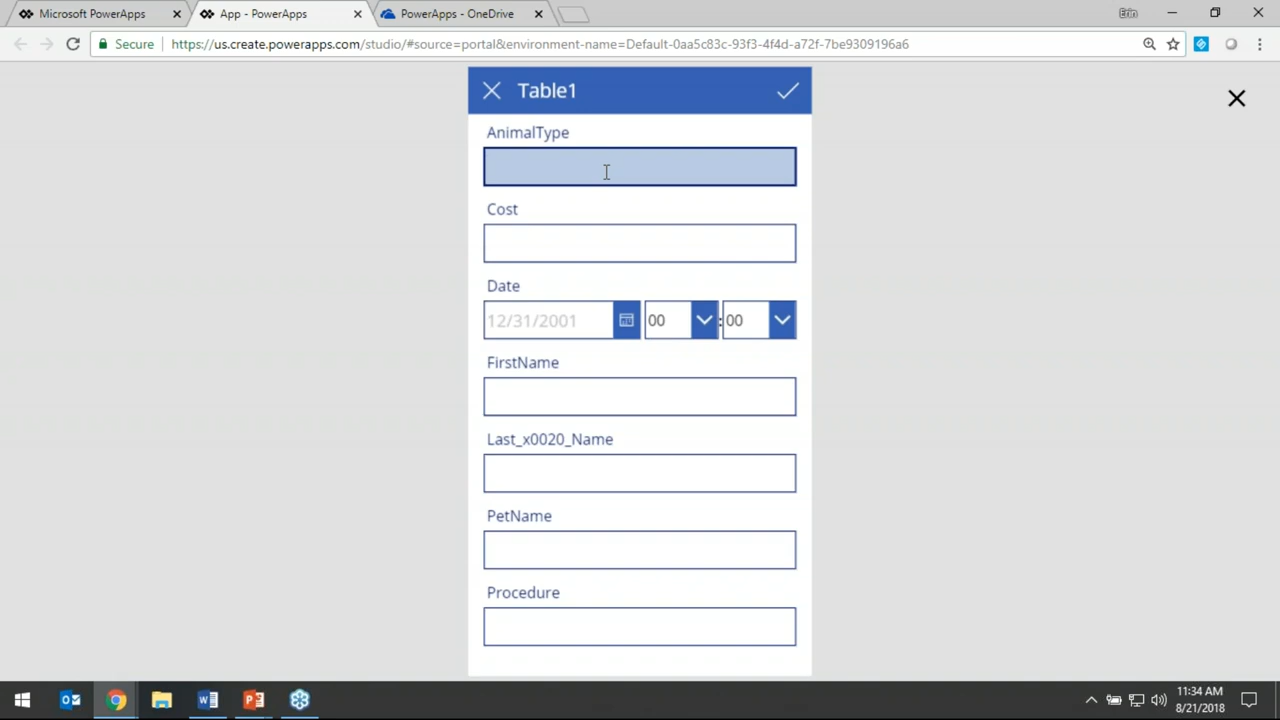 Microsoft PowerApps
App - PowerApps
PowerApps - OneDrive
Erin
Secure
https://us.create.powerapps.com/studio/#source=portal&environment-name=Default-0aa5c83c-93f3-4f4d-a72f-7be9309196a6
Table1
AnimalType
Cost
Date
12/31/2001
00
:
00
FirstName
Last_x0020_Name
PetName
Procedure
11:34 AM
8/21/2018